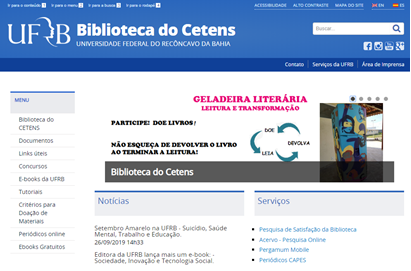 Ir para o conteúdo 1 Ir para o menu 2 Ir para a busca 3 Ir para o rodapé 4
ACESSIBILIDADE ALTO CONTRASTE MAPA DO SITE EN ES
UFRB
Biblioteca do Cetens
UNIVERSIDADE FEDERAL DO RECÔNCAVO DA BAHIA
Buscar
Contato Serviços da UFRB Área de Imprensa
MENU
Biblioteca do
CETENS
Documentos
Links úteis
Concursos
E-books da UFRB
Tutoriais
Critérios para
Doação de
Materiais
Periódicos online
Ebooks Gratuitos
GELADEIRA LITERÁRIA
LEITURA E TRANSFORMAÇÃO
PARTICIPE! DOE LIVROS!
NÃO ESQUEÇA DE DEVOLVER O LIVRO
AO TERMINAR A LEITURA!
DOE
DEVOLVA
LEIA
Biblioteca do Cetens
Notícias
Setembro Amarelo na UFRB - Suicídio, Saúde
Mental, Trabalho e Educação.
26/09/2019 14h33
Editora da UFRB lança mais um e-book: -
Sociedade, Inovação e Tecnologia Social.
Serviços
Pesquisa de Satisfação da Biblioteca
Acervo - Pesquisa Online
Pergamum Mobile
Periódicos CAPES